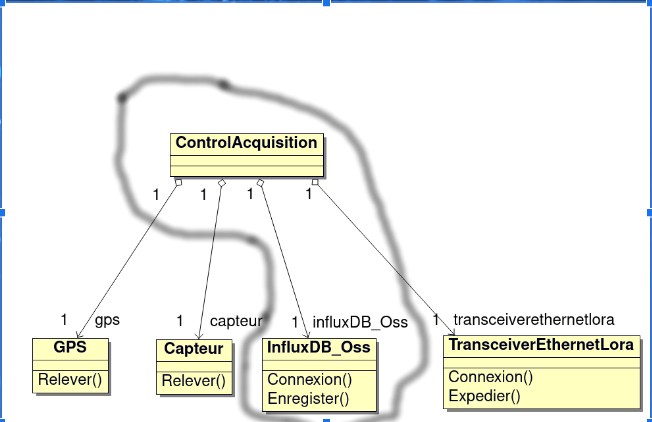 ControlAcquisition
1 1 1 1
1 gps 1 capteur 1 influxDB_Oss 1 transceiverethernetlora
GPS
Relever()
Capteur
Relever()
InfluxDB_Oss
Connexion()
Enregister()
TransceiverEthernetLora
Connexion()
Expedier()